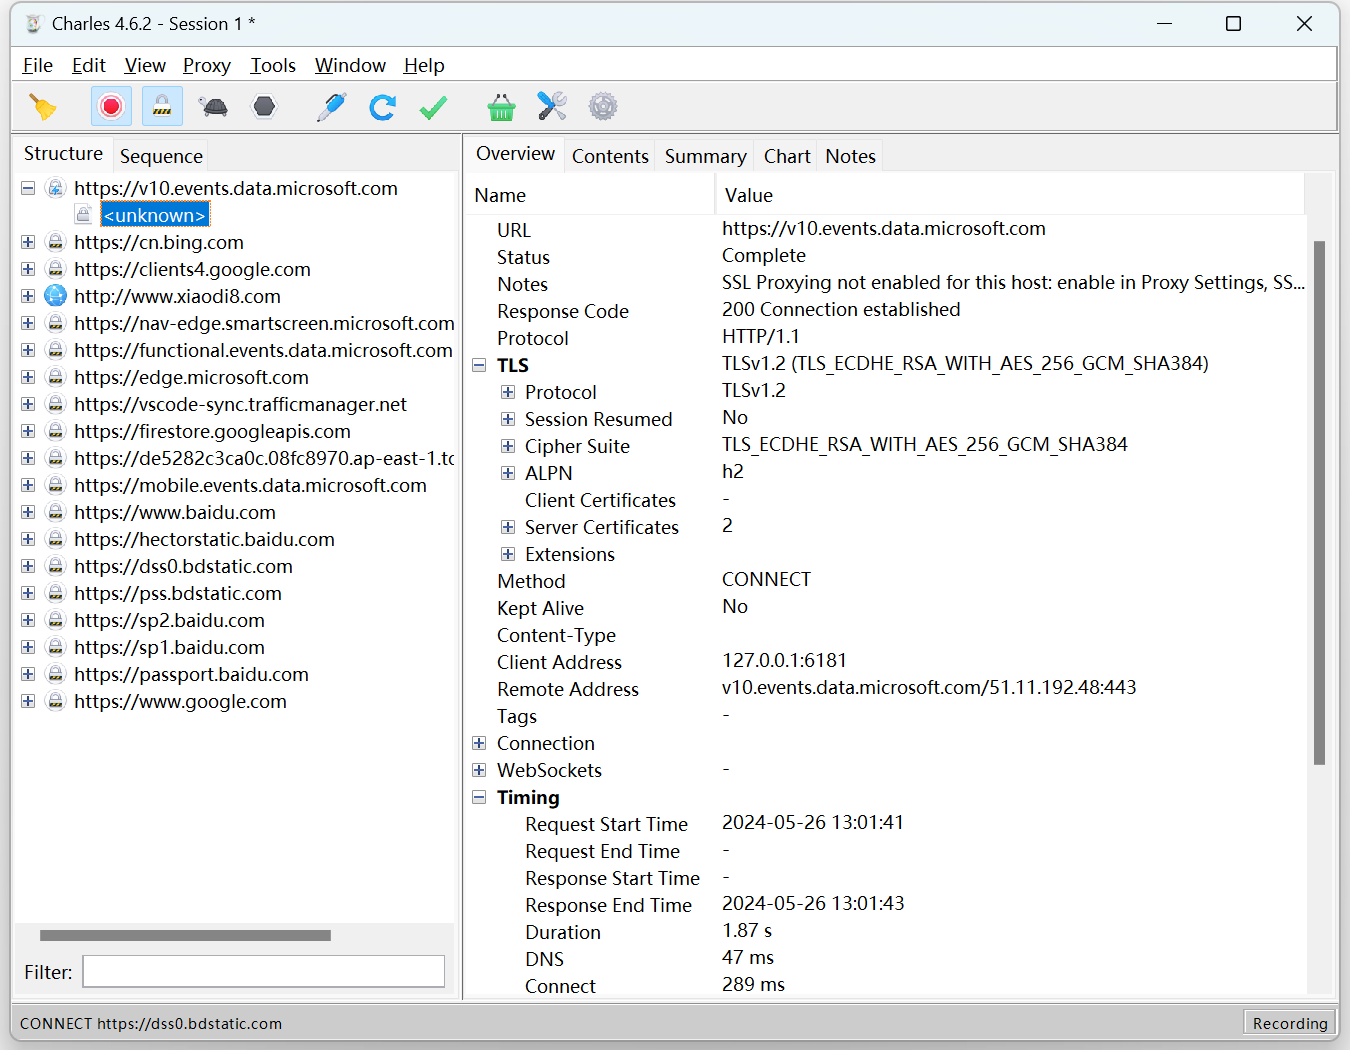 Charles 4.6.2 - Session 1 *
File Edit View Proxy Tools Window Help
Structure Sequence
https://v10.events.data.microsoft.com
<unknown>
https://cn.bing.com
https://clients4.google.com
http://www.xiaodi8.com
https://nav-edge.smartscreen.microsoft.com
https://functional.events.data.microsoft.com
https://edge.microsoft.com
https://vscode-sync.trafficmanager.net
https://firestore.googleapis.com
https://de5282c3ca0c.08fc8970.ap-east-1.tc
https://mobile.events.data.microsoft.com
https://www.baidu.com
https://hectorstatic.baidu.com
https://dss0.bdstatic.com
https://pss.bdstatic.com
https://sp2.baidu.com
https://sp1.baidu.com
https://passport.baidu.com
https://www.google.com
Filter:
Overview Contents Summary Chart Notes
Name Value
URL https://v10.events.data.microsoft.com
Status Complete
Notes SSL Proxying not enabled for this host: enable in Proxy Settings, SS...
Response Code 200 Connection established
Protocol HTTP/1.1
TLS TLSv1.2 (TLS_ECDHE_RSA_WITH_AES_256_GCM_SHA384)
Protocol TLSv1.2
Session Resumed No
Cipher Suite TLS_ECDHE_RSA_WITH_AES_256_GCM_SHA384
ALPN h2
Client Certificates -
Server Certificates 2
Extensions
Method CONNECT
Kept Alive No
Content-Type
Client Address 127.0.0.1:6181
Remote Address v10.events.data.microsoft.com/51.11.192.48:443
Tags -
Connection
WebSockets -
Timing
Request Start Time 2024-05-26 13:01:41
Request End Time -
Response Start Time -
Response End Time 2024-05-26 13:01:43
Duration 1.87 s
DNS 47 ms
Connect 289 ms
CONNECT https://dss0.bdstatic.com
Recording